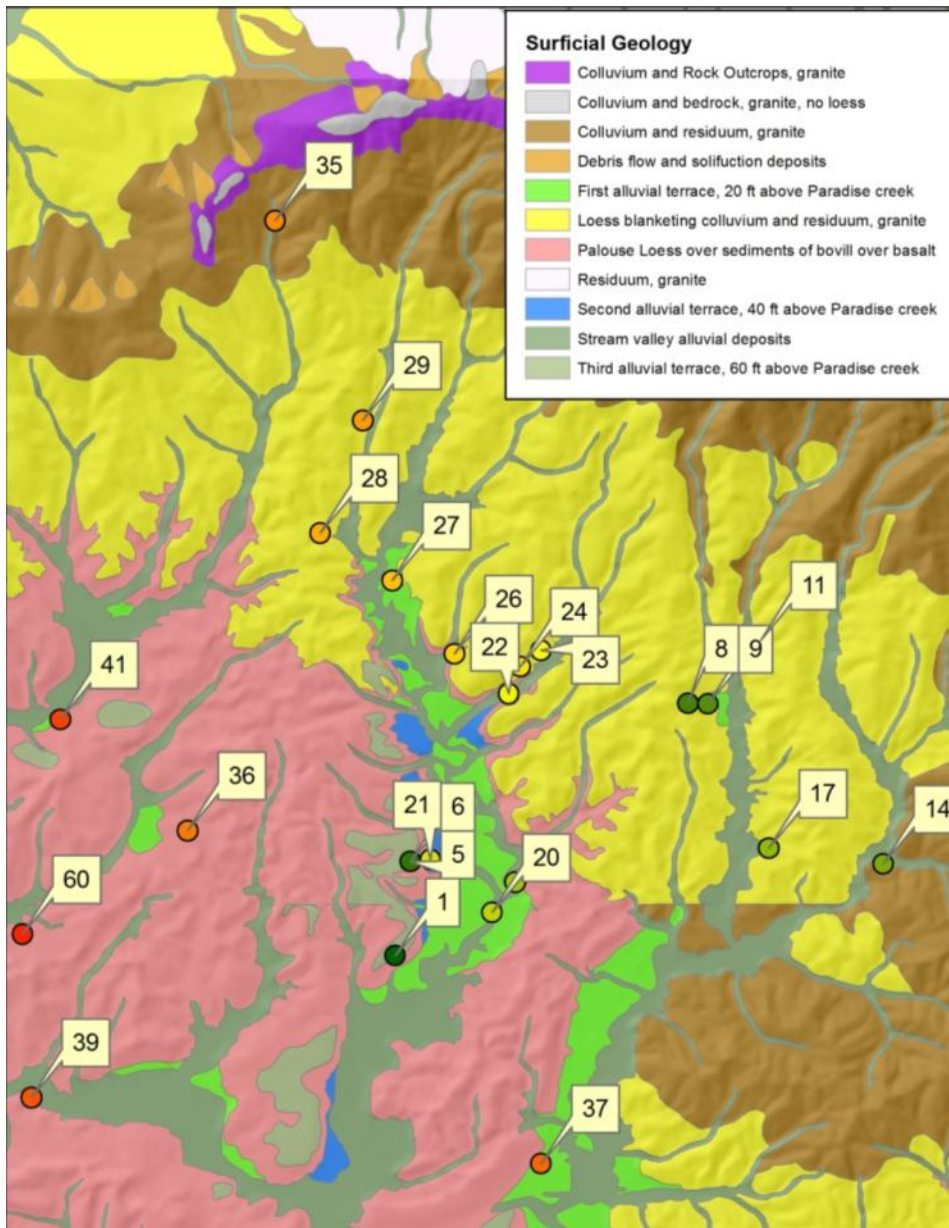 Surficial Geology
Colluvium and Rock Outcrops, granite
Colluvium and bedrock, granite, no loess
Colluvium and residuum, granite
Debris flow and solifuction deposits
First alluvial terrace, 20 ft above Paradise creek
Loess blanketing colluvium and residuum, granite
Palouse Loess over sediments of bovill over basalt
Residuum, granite
Second alluvial terrace, 40 ft above Paradise creek
Stream valley alluvial deposits
Third alluvial terrace, 60 ft above Paradise creek
35
29
28
27
26
24
11
22
23
8
9
41
36
21
6
17
14
5
20
60
1
39
37